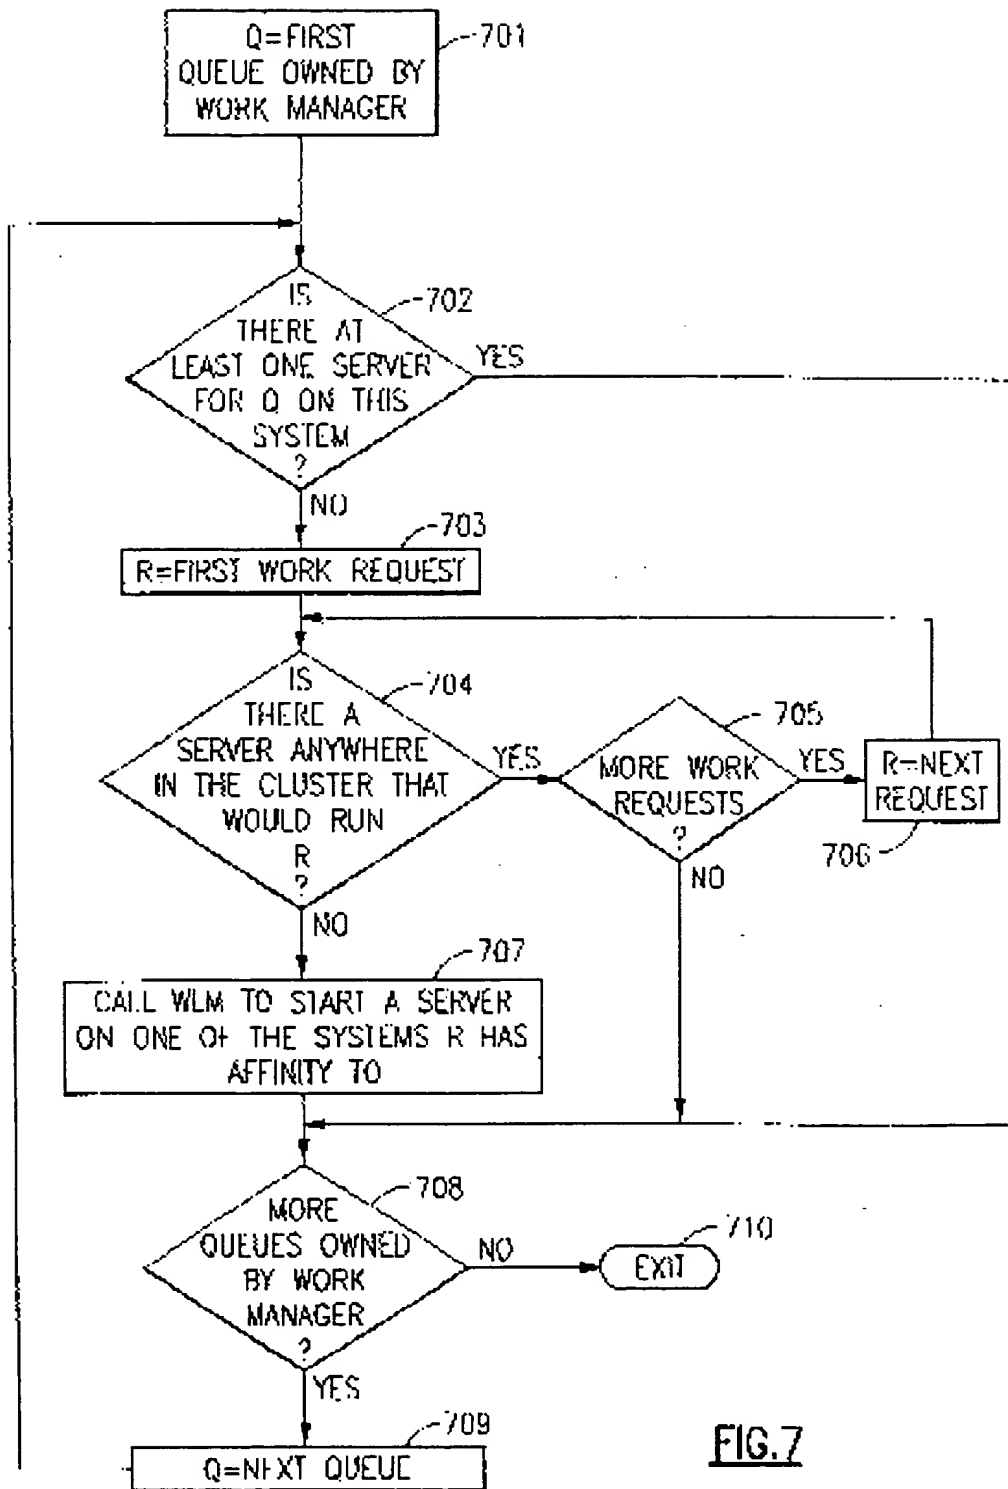 Q=FIRST
QUEUE OWNED BY
WORK MANAGER
701
IS
THERE AT
LEAST ONE SERVER
FOR Q ON THIS
SYSTEM
?
702
YES
NO
703
R=FIRST WORK REQUEST
IS
THERE A
SERVER ANYWHERE
IN THE CLUSTER THAT
WOULD RUN
R
?
704
YES
NO
MORE WORK
REQUESTS
?
705
YES
NO
R=NEXT
REQUEST
706
707
CALL WLM TO START A SERVER
ON ONE OF THE SYSTEMS R HAS
AFFINITY TO
MORE
QUEUES OWNED
BY WORK
MANAGER
?
708
NO
710
EXIT
YES
709
Q=NEXT QUEUE
FIG.7